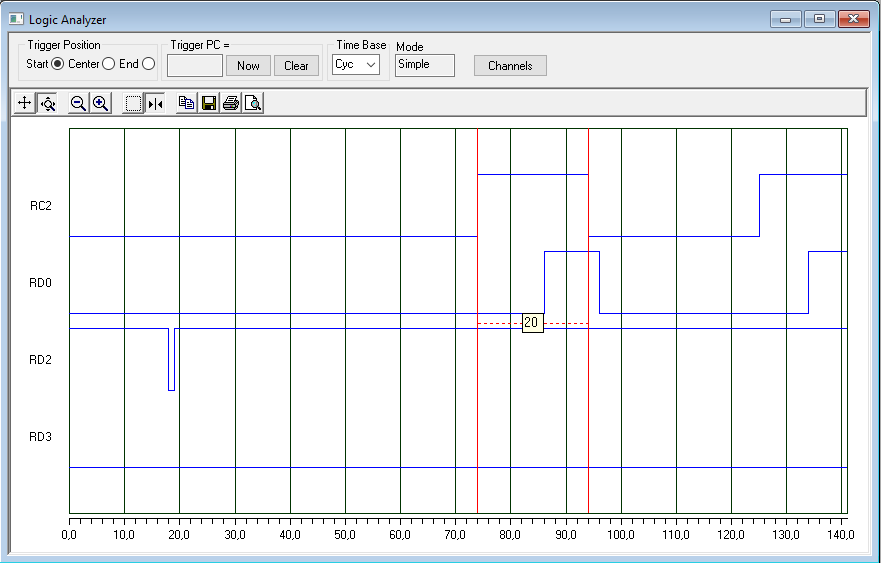 Logic Analyzer
Trigger Position
Start Center End
Trigger PC =
Now Clear
Time Base
Cyc
Mode
Simple
Channels
RC2
RD0
20
RD2
RD3
0,0 10,0 20,0 30,0 40,0 50,0 60,0 70,0 80,0 90,0 100,0 110,0 120,0 130,0 140,0